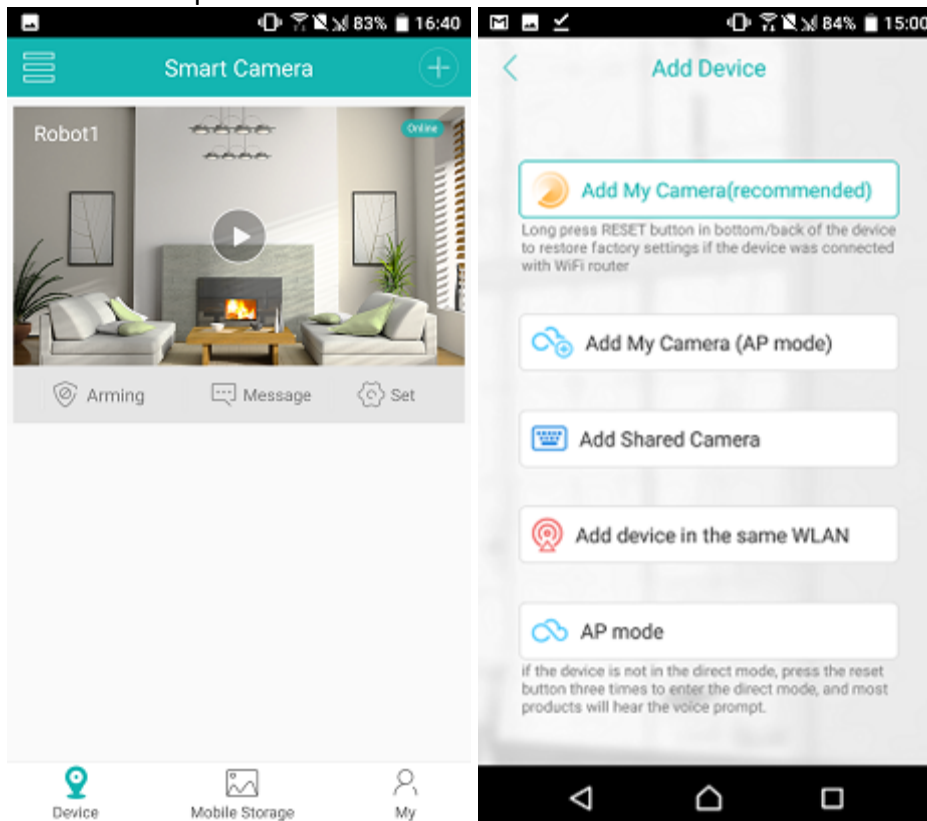 83% 16:40
Smart Camera
Robot1
Online
Arming
Message
Set
Device
Mobile Storage
My
84% 15:00
Add Device
Add My Camera(recommended)
Long press RESET button in bottom/back of the device
to restore factory settings if the device was connected
with WiFi router
Add My Camera (AP mode)
Add Shared Camera
Add device in the same WLAN
AP mode
if the device is not in the direct mode, press the reset
button three times to enter the direct mode, and most
products will hear the voice prompt.